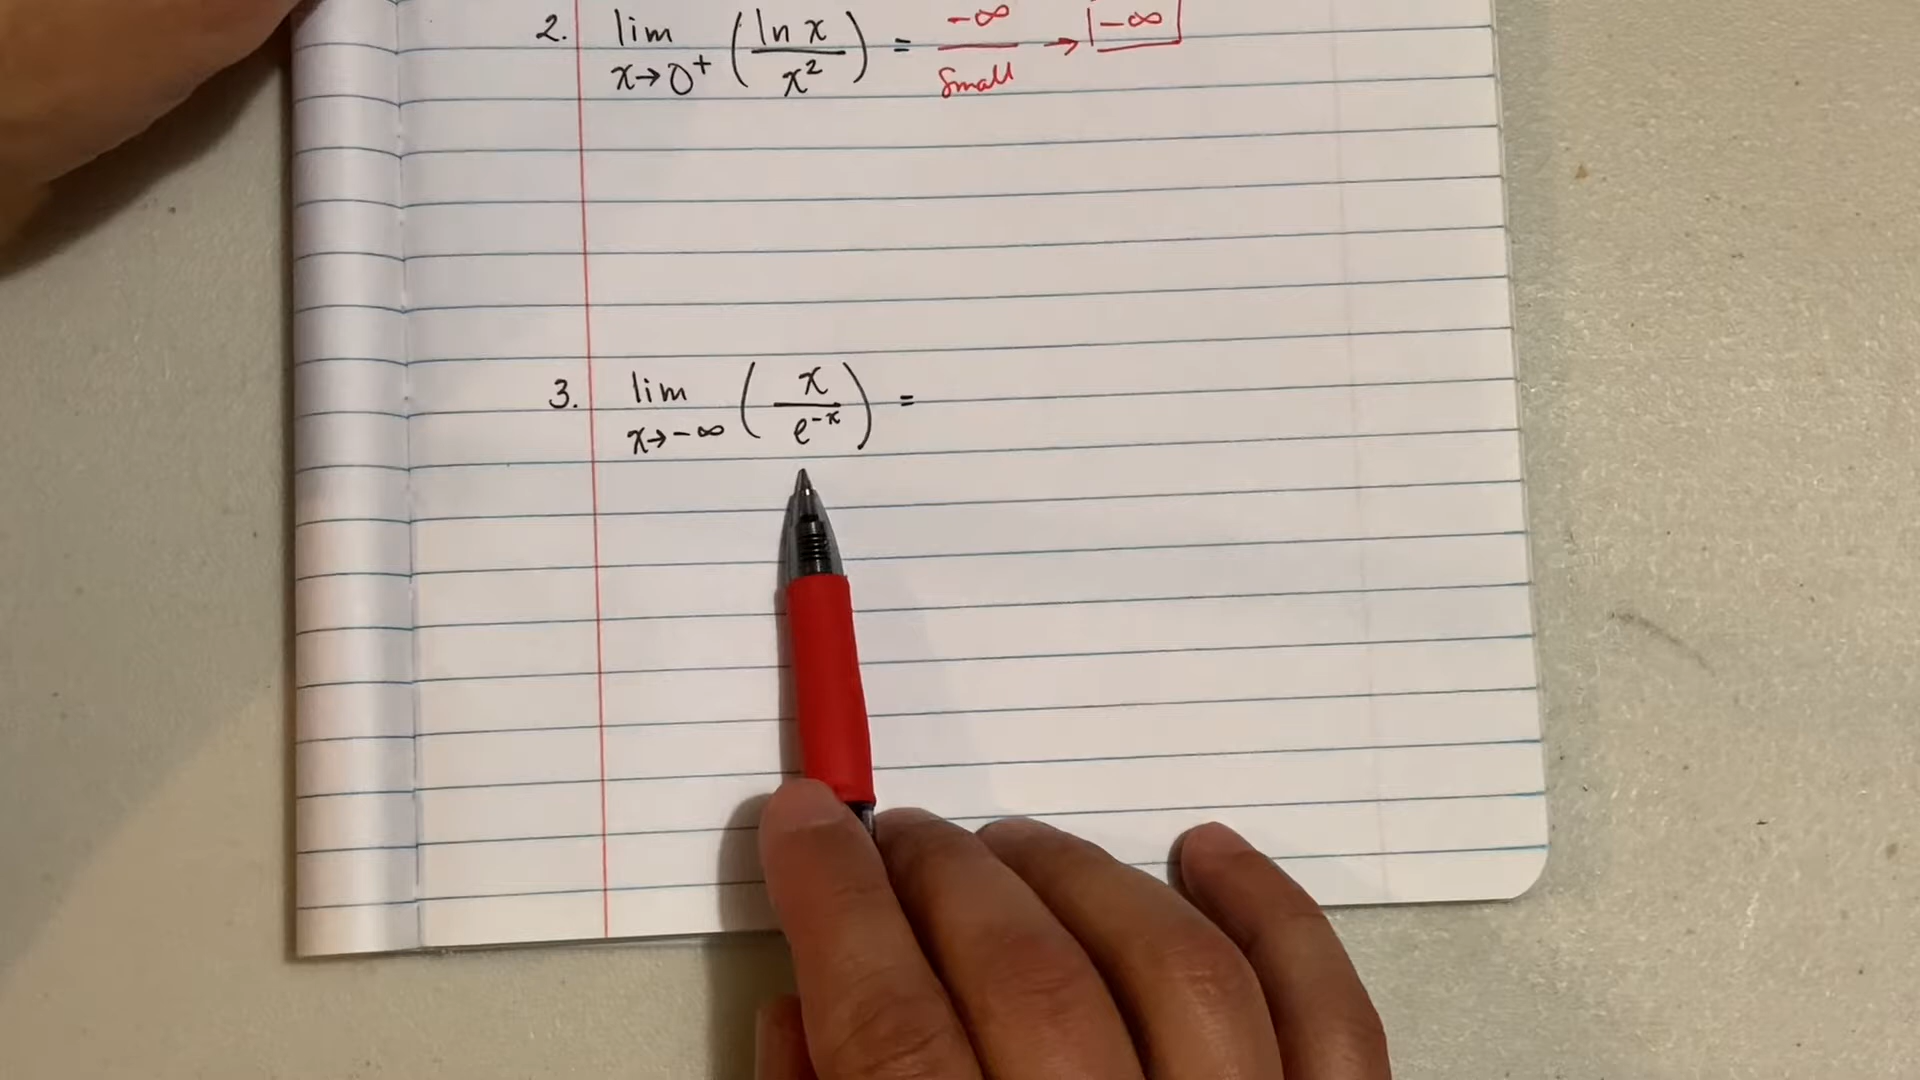 2. lim x→0⁺ (ln x / x²) = -∞ / small → -∞
3. lim x→-∞ (x / e⁻ˣ) =